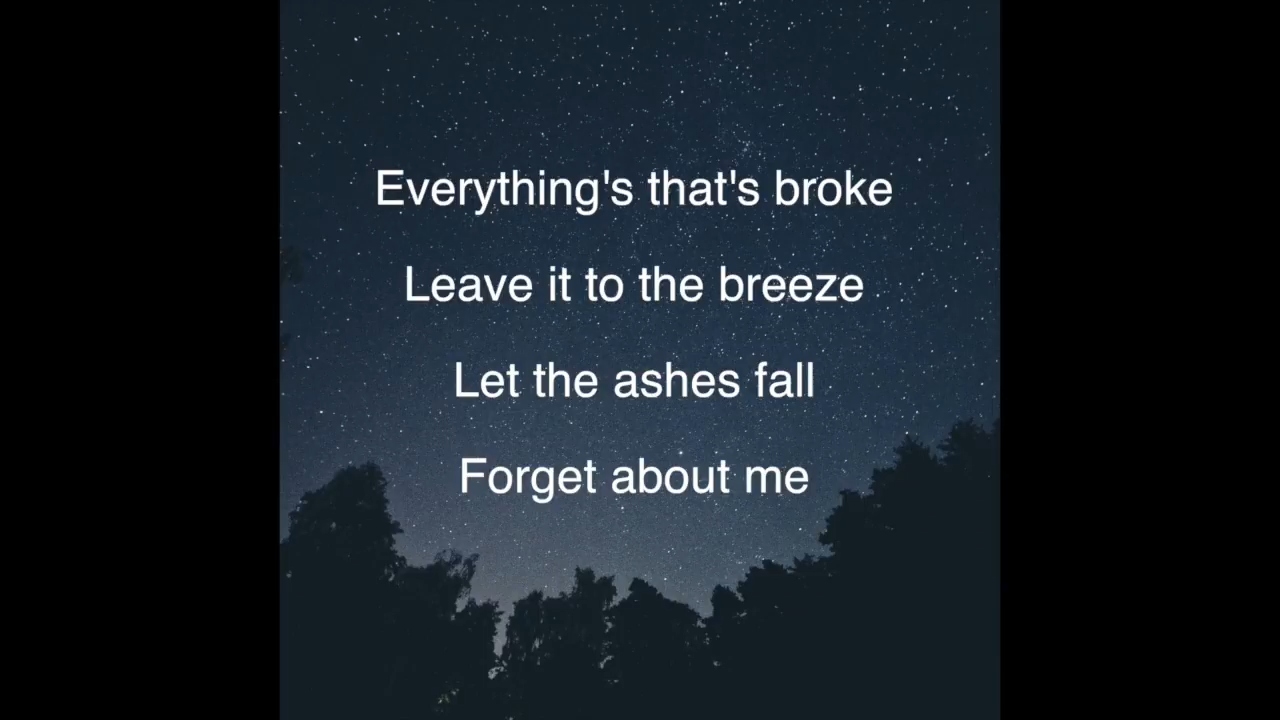 Everything's that's broke
Leave it to the breeze
Let the ashes fall
Forget about me